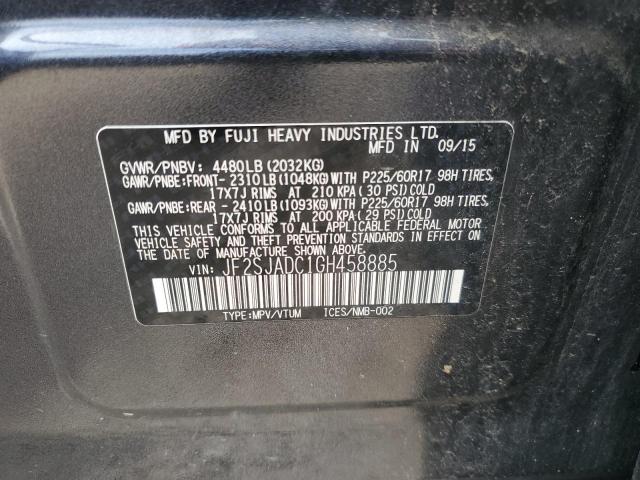 MFD BY FUJI HEAVY INDUSTRIES LTD.
MFD IN 09/15
GVWR/PNBV: 4480LB (2032KG)
GAWR/PNBE:FRONT- 2310LB (1048KG)WITH P225/60R17 98H TIRES,
17X7J RIMS AT 210 KPA (30 PSI)COLD
GAWR/PNBE:REAR - 2410LB (1093KG)WITH P225/60R17 98H TIRES,
17X7J RIMS AT 200 KPA (29 PSI)COLD
THIS VEHICLE CONFORMS TO ALL APPLICABLE FEDERAL MOTOR
VEHICLE SAFETY AND THEFT PREVENTION STANDARDS IN EFFECT ON
THE DATE OF MANUFACTURE SHOWN ABOVE.
VIN: JF2SJADC1GH458885
TYPE:MPV/VTUM ICES/NMB-002